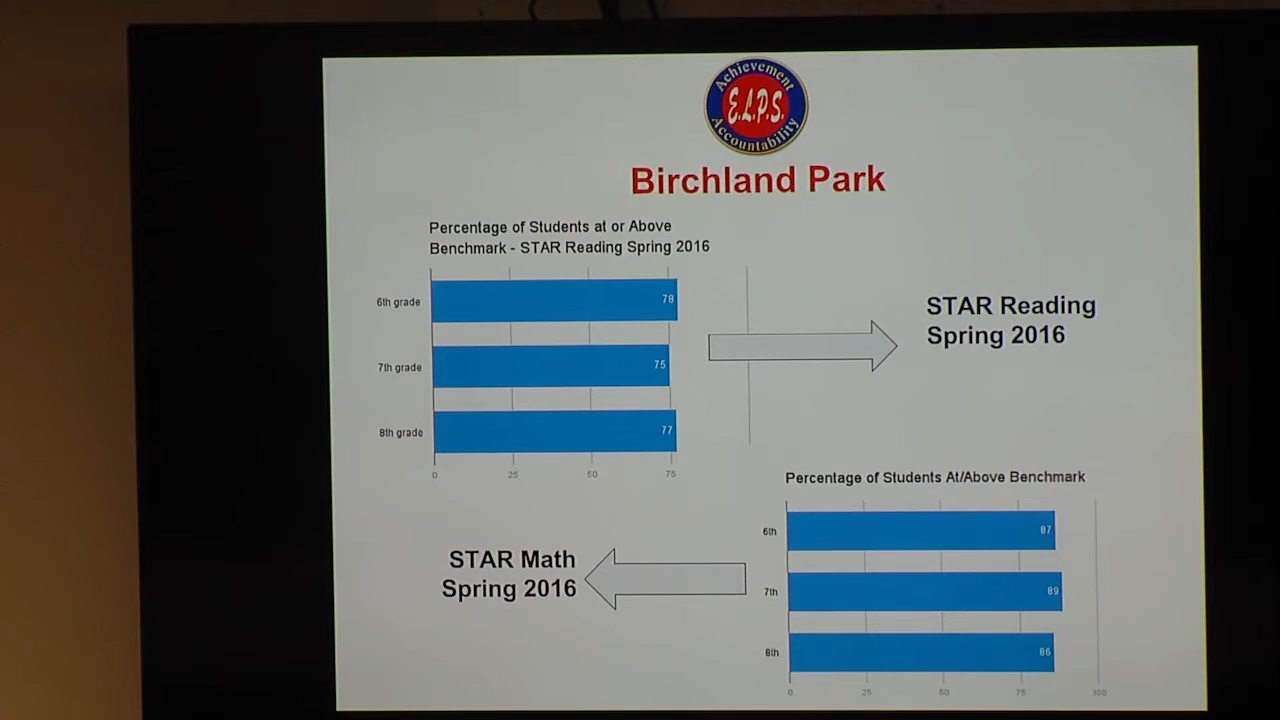 Achievement
E.L.P.S.
Accountability
Birchland Park
Percentage of Students at or Above
Benchmark - STAR Reading Spring 2016
6th grade
78
7th grade
75
8th grade
77
0 25 50 75
STAR Reading
Spring 2016
Percentage of Students At/Above Benchmark
6th
87
7th
89
8th
86
0 25 50 75 100
STAR Math
Spring 2016